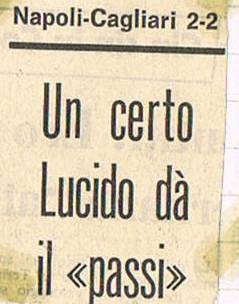 Napoli-Cagliari 2-2
Un certo
Lucido dà
il «passi»